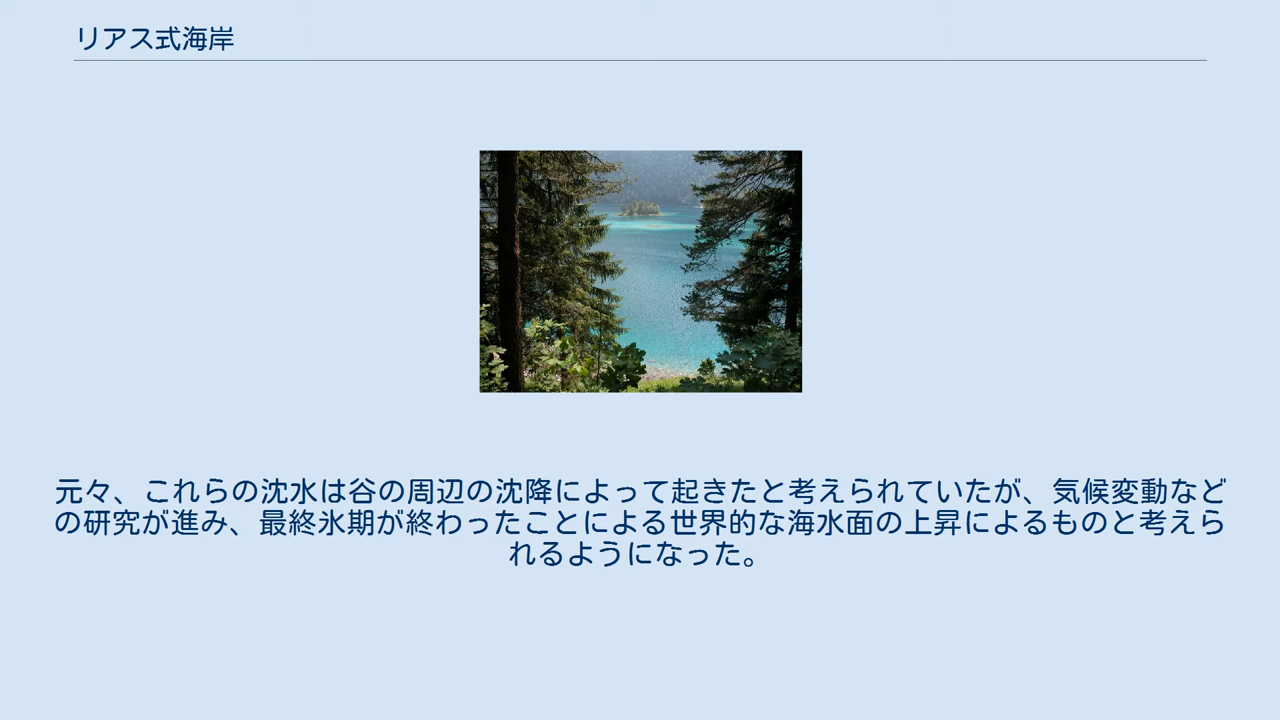 リアス式海岸
元々、これらの沈水は谷の周辺の沈降によって起きたと考えられていたが、気候変動など
の研究が進み、最終氷期が終わったことによる世界的な海水面の上昇によるものと考えら
れるようになった。